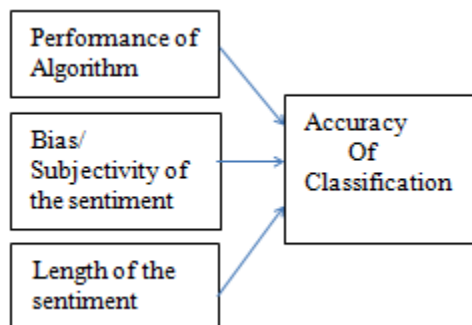 Performance of
Algorithm
Bias/
Subjectivity of
the sentiment
Length of the
sentiment
Accuracy
Of
Classification